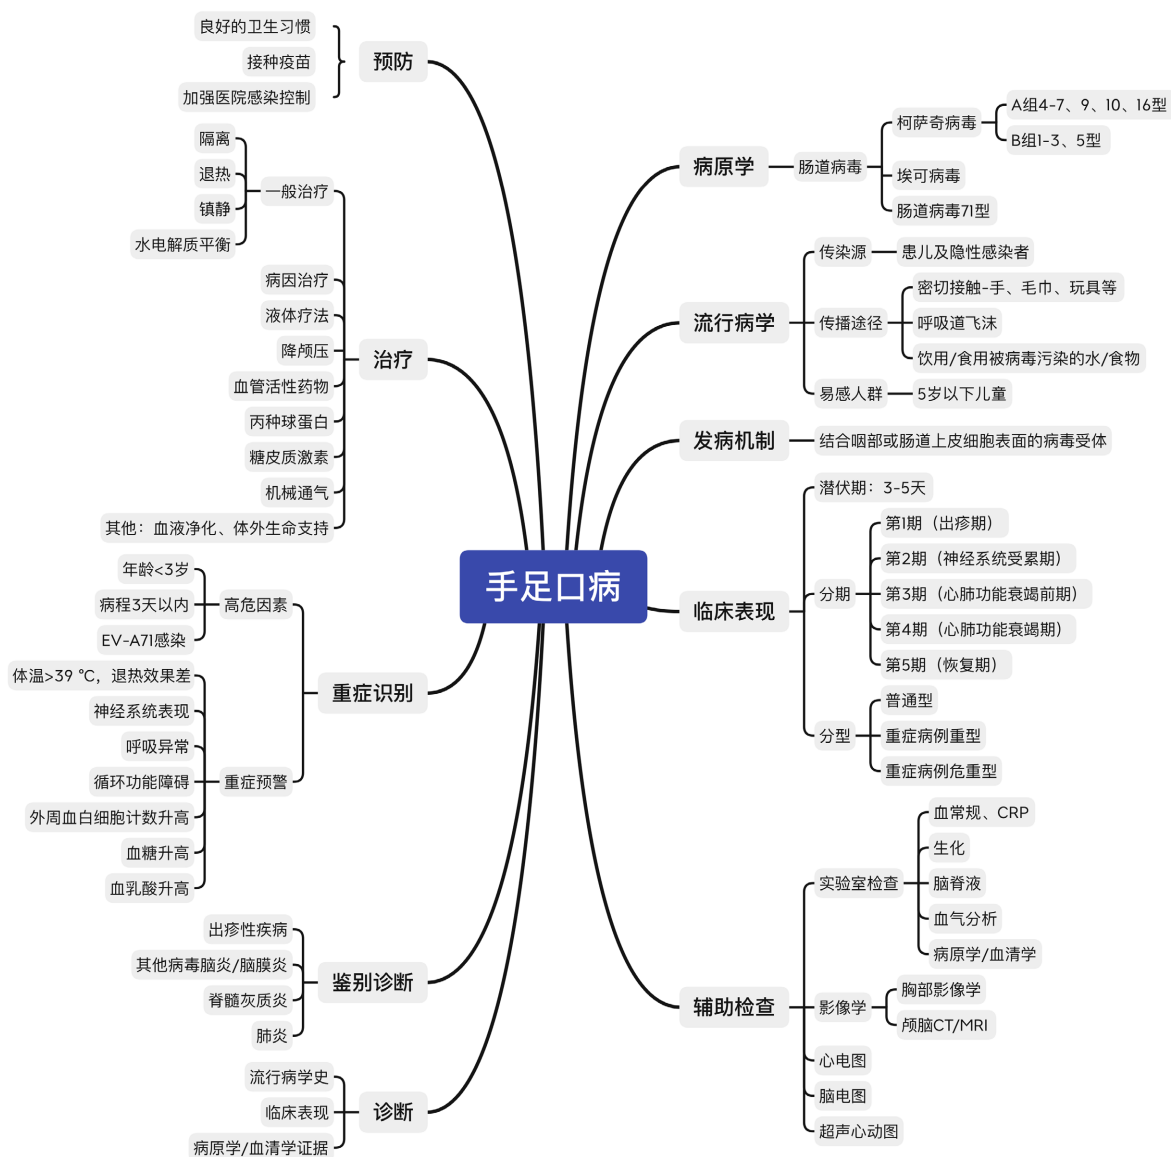 手足口病
病原学
肠道病毒
柯萨奇病毒
A组4-7、9、10、16型
B组1-3、5型
埃可病毒
肠道病毒71型
流行病学
传染源
患儿及隐性感染者
传播途径
密切接触-手、毛巾、玩具等
呼吸道飞沫
饮用/食用被病毒污染的水/食物
易感人群
5岁以下儿童
发病机制
结合咽部或肠道上皮细胞表面的病毒受体
临床表现
潜伏期：3-5天
分期
第1期（出疹期）
第2期（神经系统受累期）
第3期（心肺功能衰竭前期）
第4期（心肺功能衰竭期）
第5期（恢复期）
分型
普通型
重症病例重型
重症病例危重型
辅助检查
实验室检查
血常规、CRP
生化
脑脊液
血气分析
病原学/血清学
影像学
胸部影像学
颅脑CT/MRI
心电图
脑电图
超声心动图
预防
良好的卫生习惯
接种疫苗
加强医院感染控制
治疗
一般治疗
隔离
退热
镇静
水电解质平衡
病因治疗
液体疗法
降颅压
血管活性药物
丙种球蛋白
糖皮质激素
机械通气
其他：血液净化、体外生命支持
重症识别
高危因素
年龄<3岁
病程3天以内
EV-A71感染
重症预警
体温>39 ℃，退热效果差
神经系统表现
呼吸异常
循环功能障碍
外周血白细胞计数升高
血糖升高
血乳酸升高
鉴别诊断
出疹性疾病
其他病毒脑炎/脑膜炎
脊髓灰质炎
肺炎
诊断
流行病学史
临床表现
病原学/血清学证据